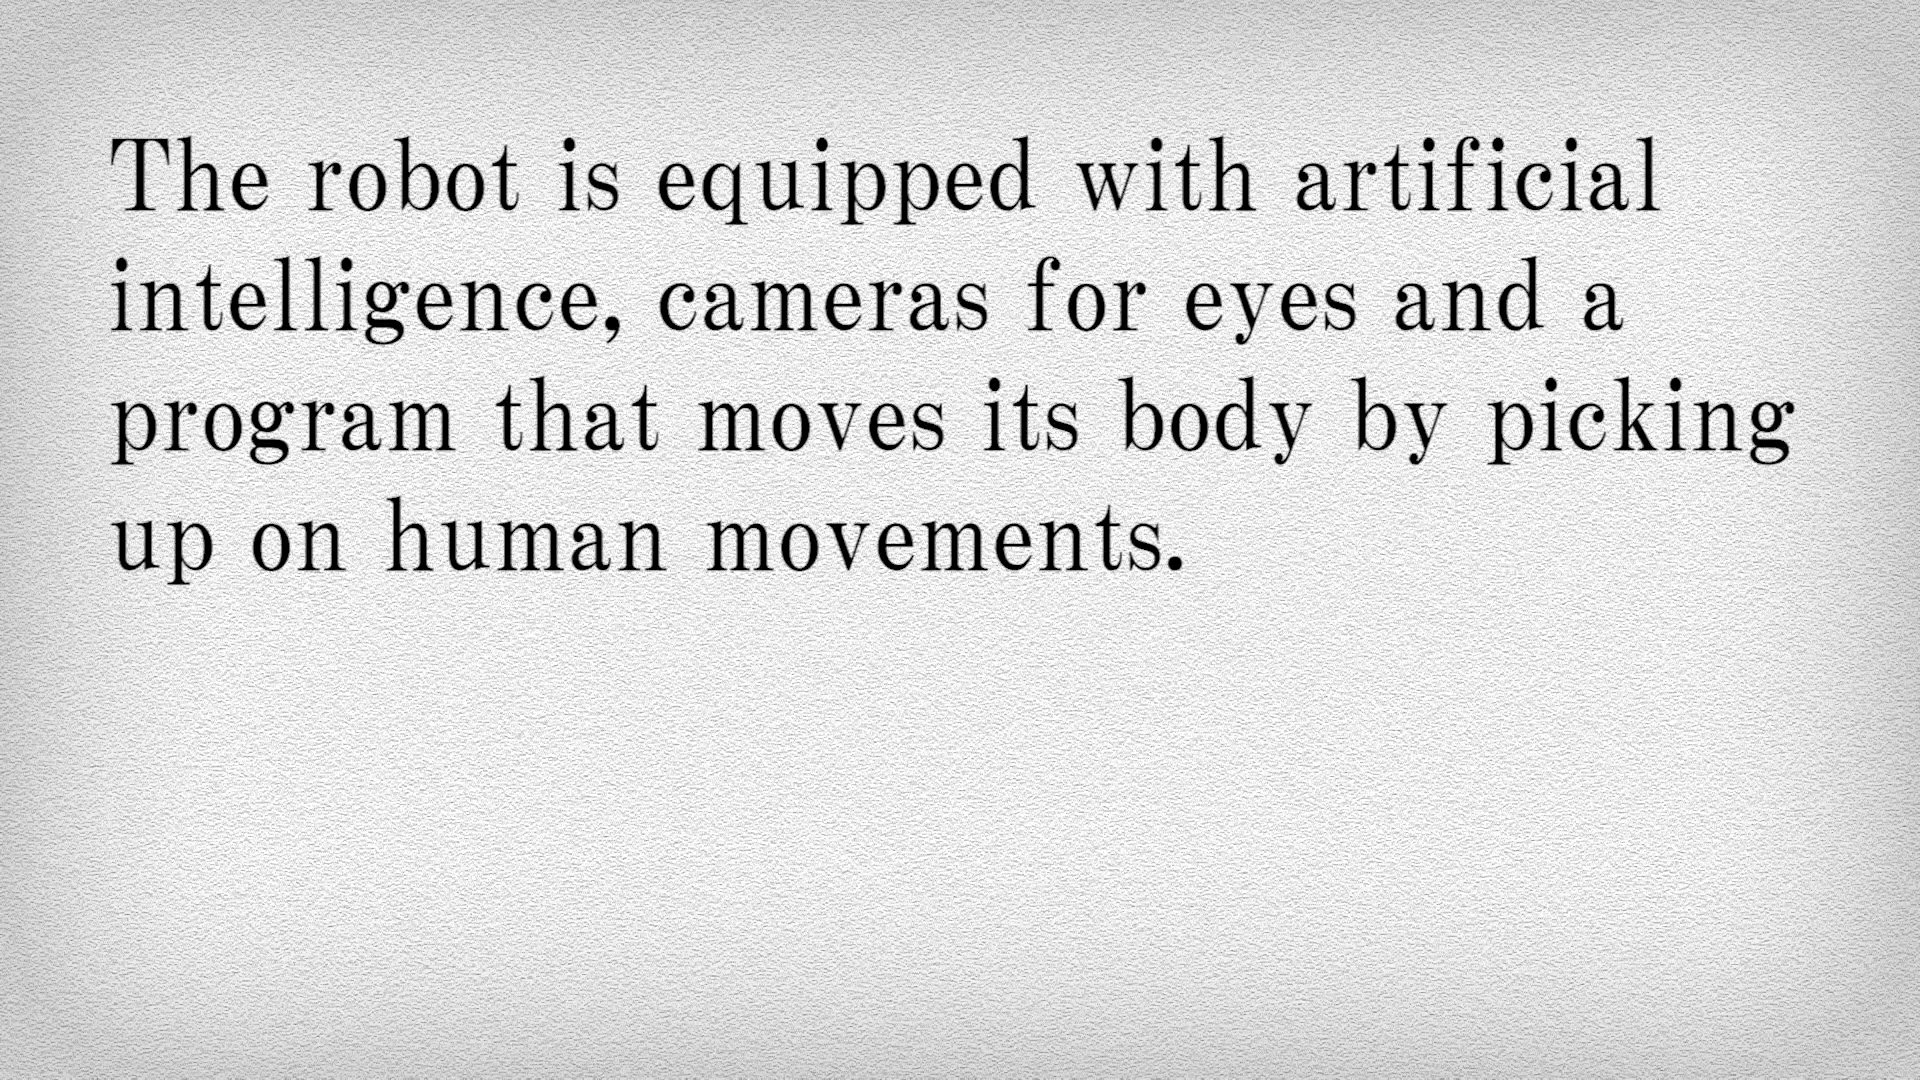 The robot is equipped with artificial
intelligence, cameras for eyes and a
program that moves its body by picking
up on human movements.